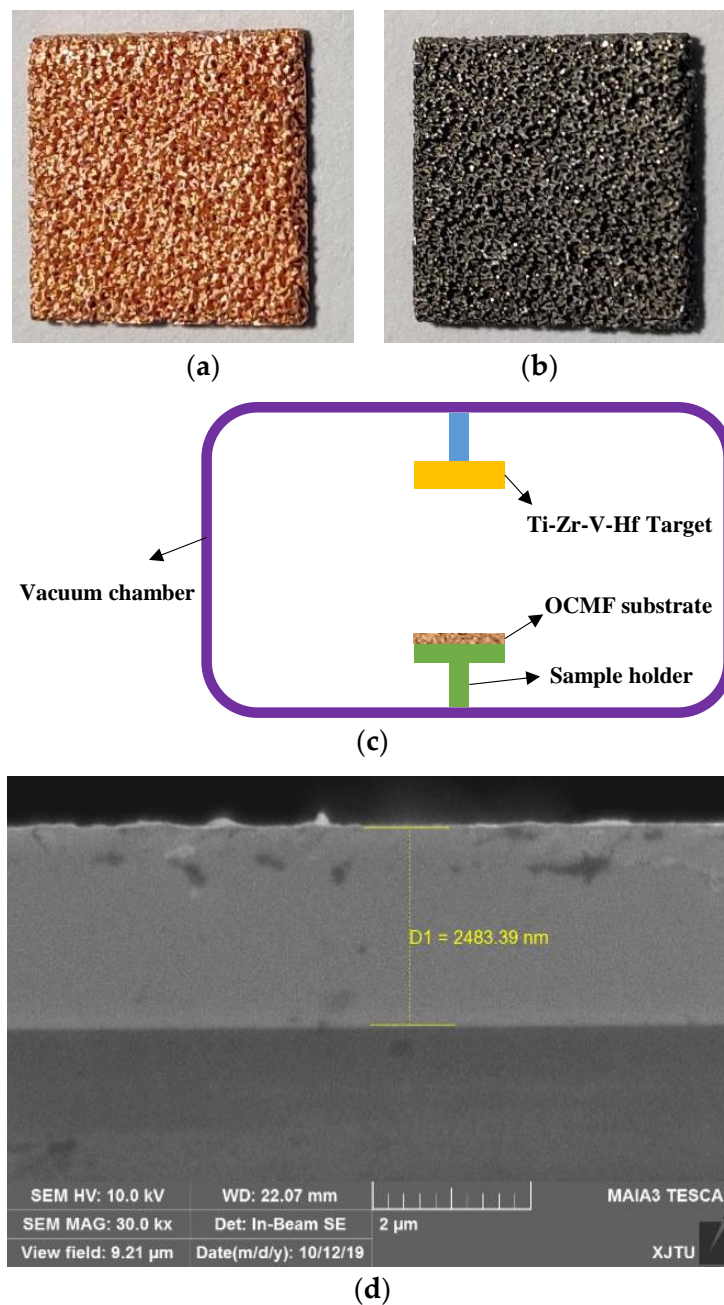 (a)
(b)
Ti-Zr-V-Hf Target
Vacuum chamber
OCMF substrate
Sample holder
(c)
D1 = 2483.39 nm
SEM HV: 10.0 kV
WD: 22.07 mm
MAIA3 TESCA
SEM MAG: 30.0 kx
Det: In-Beam SE
2 µm
View field: 9.21 µm
Date(m/d/y): 10/12/19
XJTU
(d)